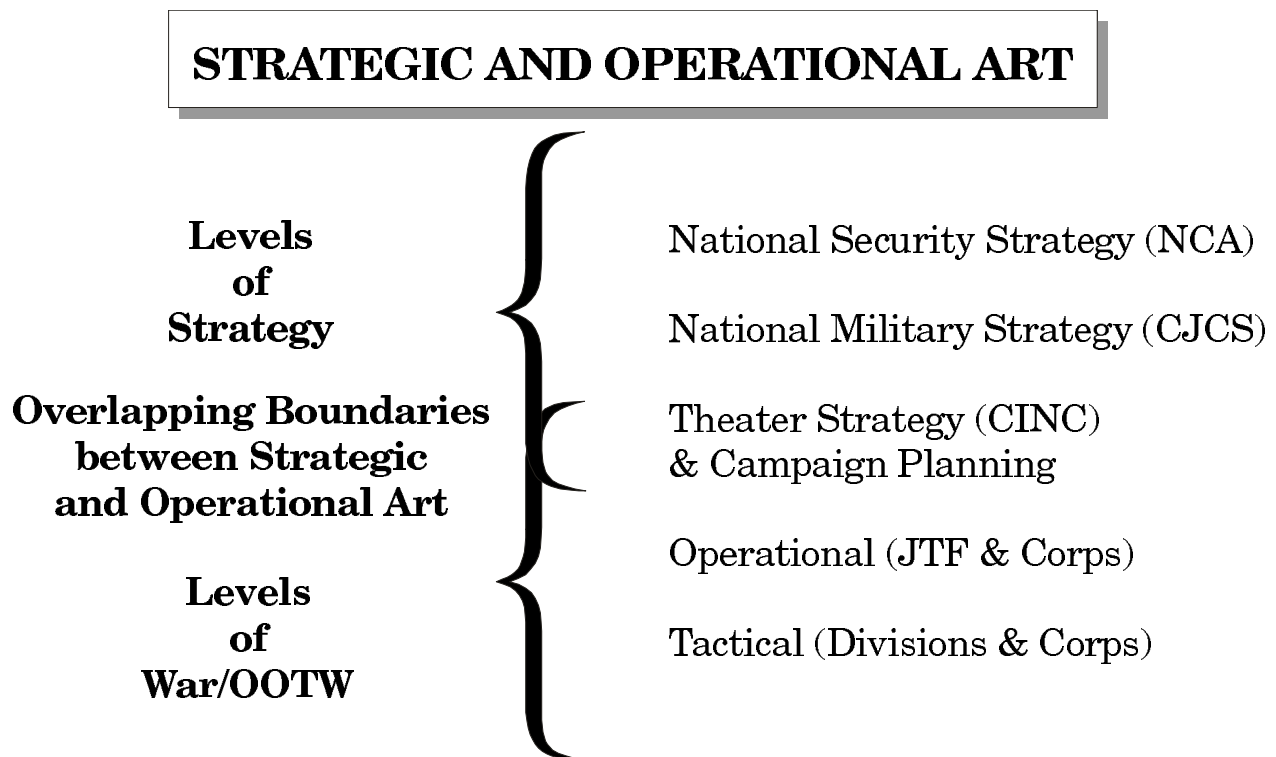 STRATEGIC AND OPERATIONAL ART
Levels
of
Strategy
Overlapping Boundaries
between Strategic
and Operational Art
Levels
of
War/OOTW
National Security Strategy (NCA)
National Military Strategy (CJCS)
Theater Strategy (CINC)
& Campaign Planning
Operational (JTF & Corps)
Tactical (Divisions & Corps)